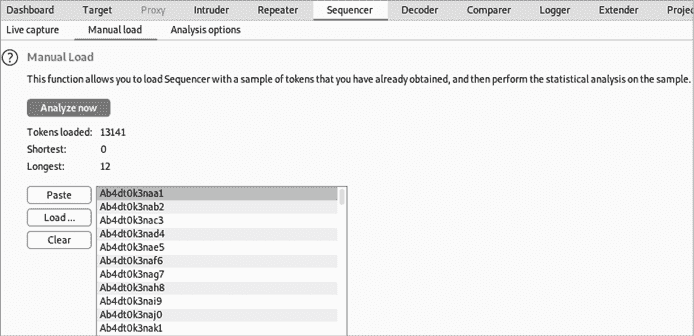 Dashboard Target Proxy Intruder Repeater Sequencer Decoder Comparer Logger Extender Projec
Live capture Manual load Analysis options
? Manual Load
This function allows you to load Sequencer with a sample of tokens that you have already obtained, and then perform the statistical analysis on the sample.
Analyze now
Tokens loaded: 13141
Shortest: 0
Longest: 12
Paste
Load ...
Clear
Ab4dt0k3naa1
Ab4dt0k3nab2
Ab4dt0k3nac3
Ab4dt0k3nad4
Ab4dt0k3nae5
Ab4dt0k3naf6
Ab4dt0k3nag7
Ab4dt0k3nah8
Ab4dt0k3nai9
Ab4dt0k3naj0
Ab4dt0k3nak1